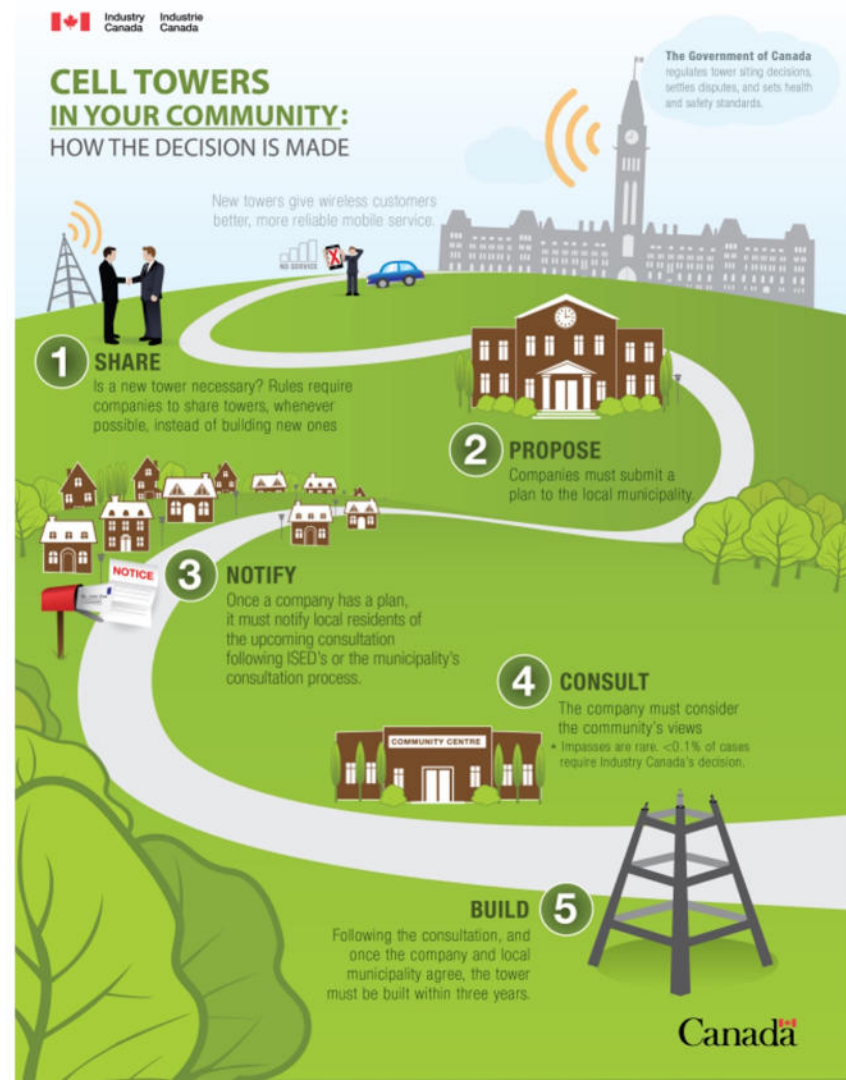 Industry Industrie
Canada Canada
CELL TOWERS
IN YOUR COMMUNITY:
HOW THE DECISION IS MADE
The Government of Canada
regulates tower siting decisions,
settles disputes, and sets health
and safety standards.
New towers give wireless customers
better, more reliable mobile service.
NO SERVICE
X
1 SHARE
Is a new tower necessary? Rules require
companies to share towers, whenever
possible, instead of building new ones
2 PROPOSE
Companies must submit a
plan to the local municipality.
NOTICE
3 NOTIFY
Once a company has a plan,
it must notify local residents of
the upcoming consultation
following ISED's or the municipality's
consultation process.
4 CONSULT
The company must consider
the community's views
• Impasses are rare. <0.1% of cases
require Industry Canada's decision.
COMMUNITY CENTRE
BUILD 5
Following the consultation, and
once the company and local
municipality agree, the tower
must be built within three years.
Canada